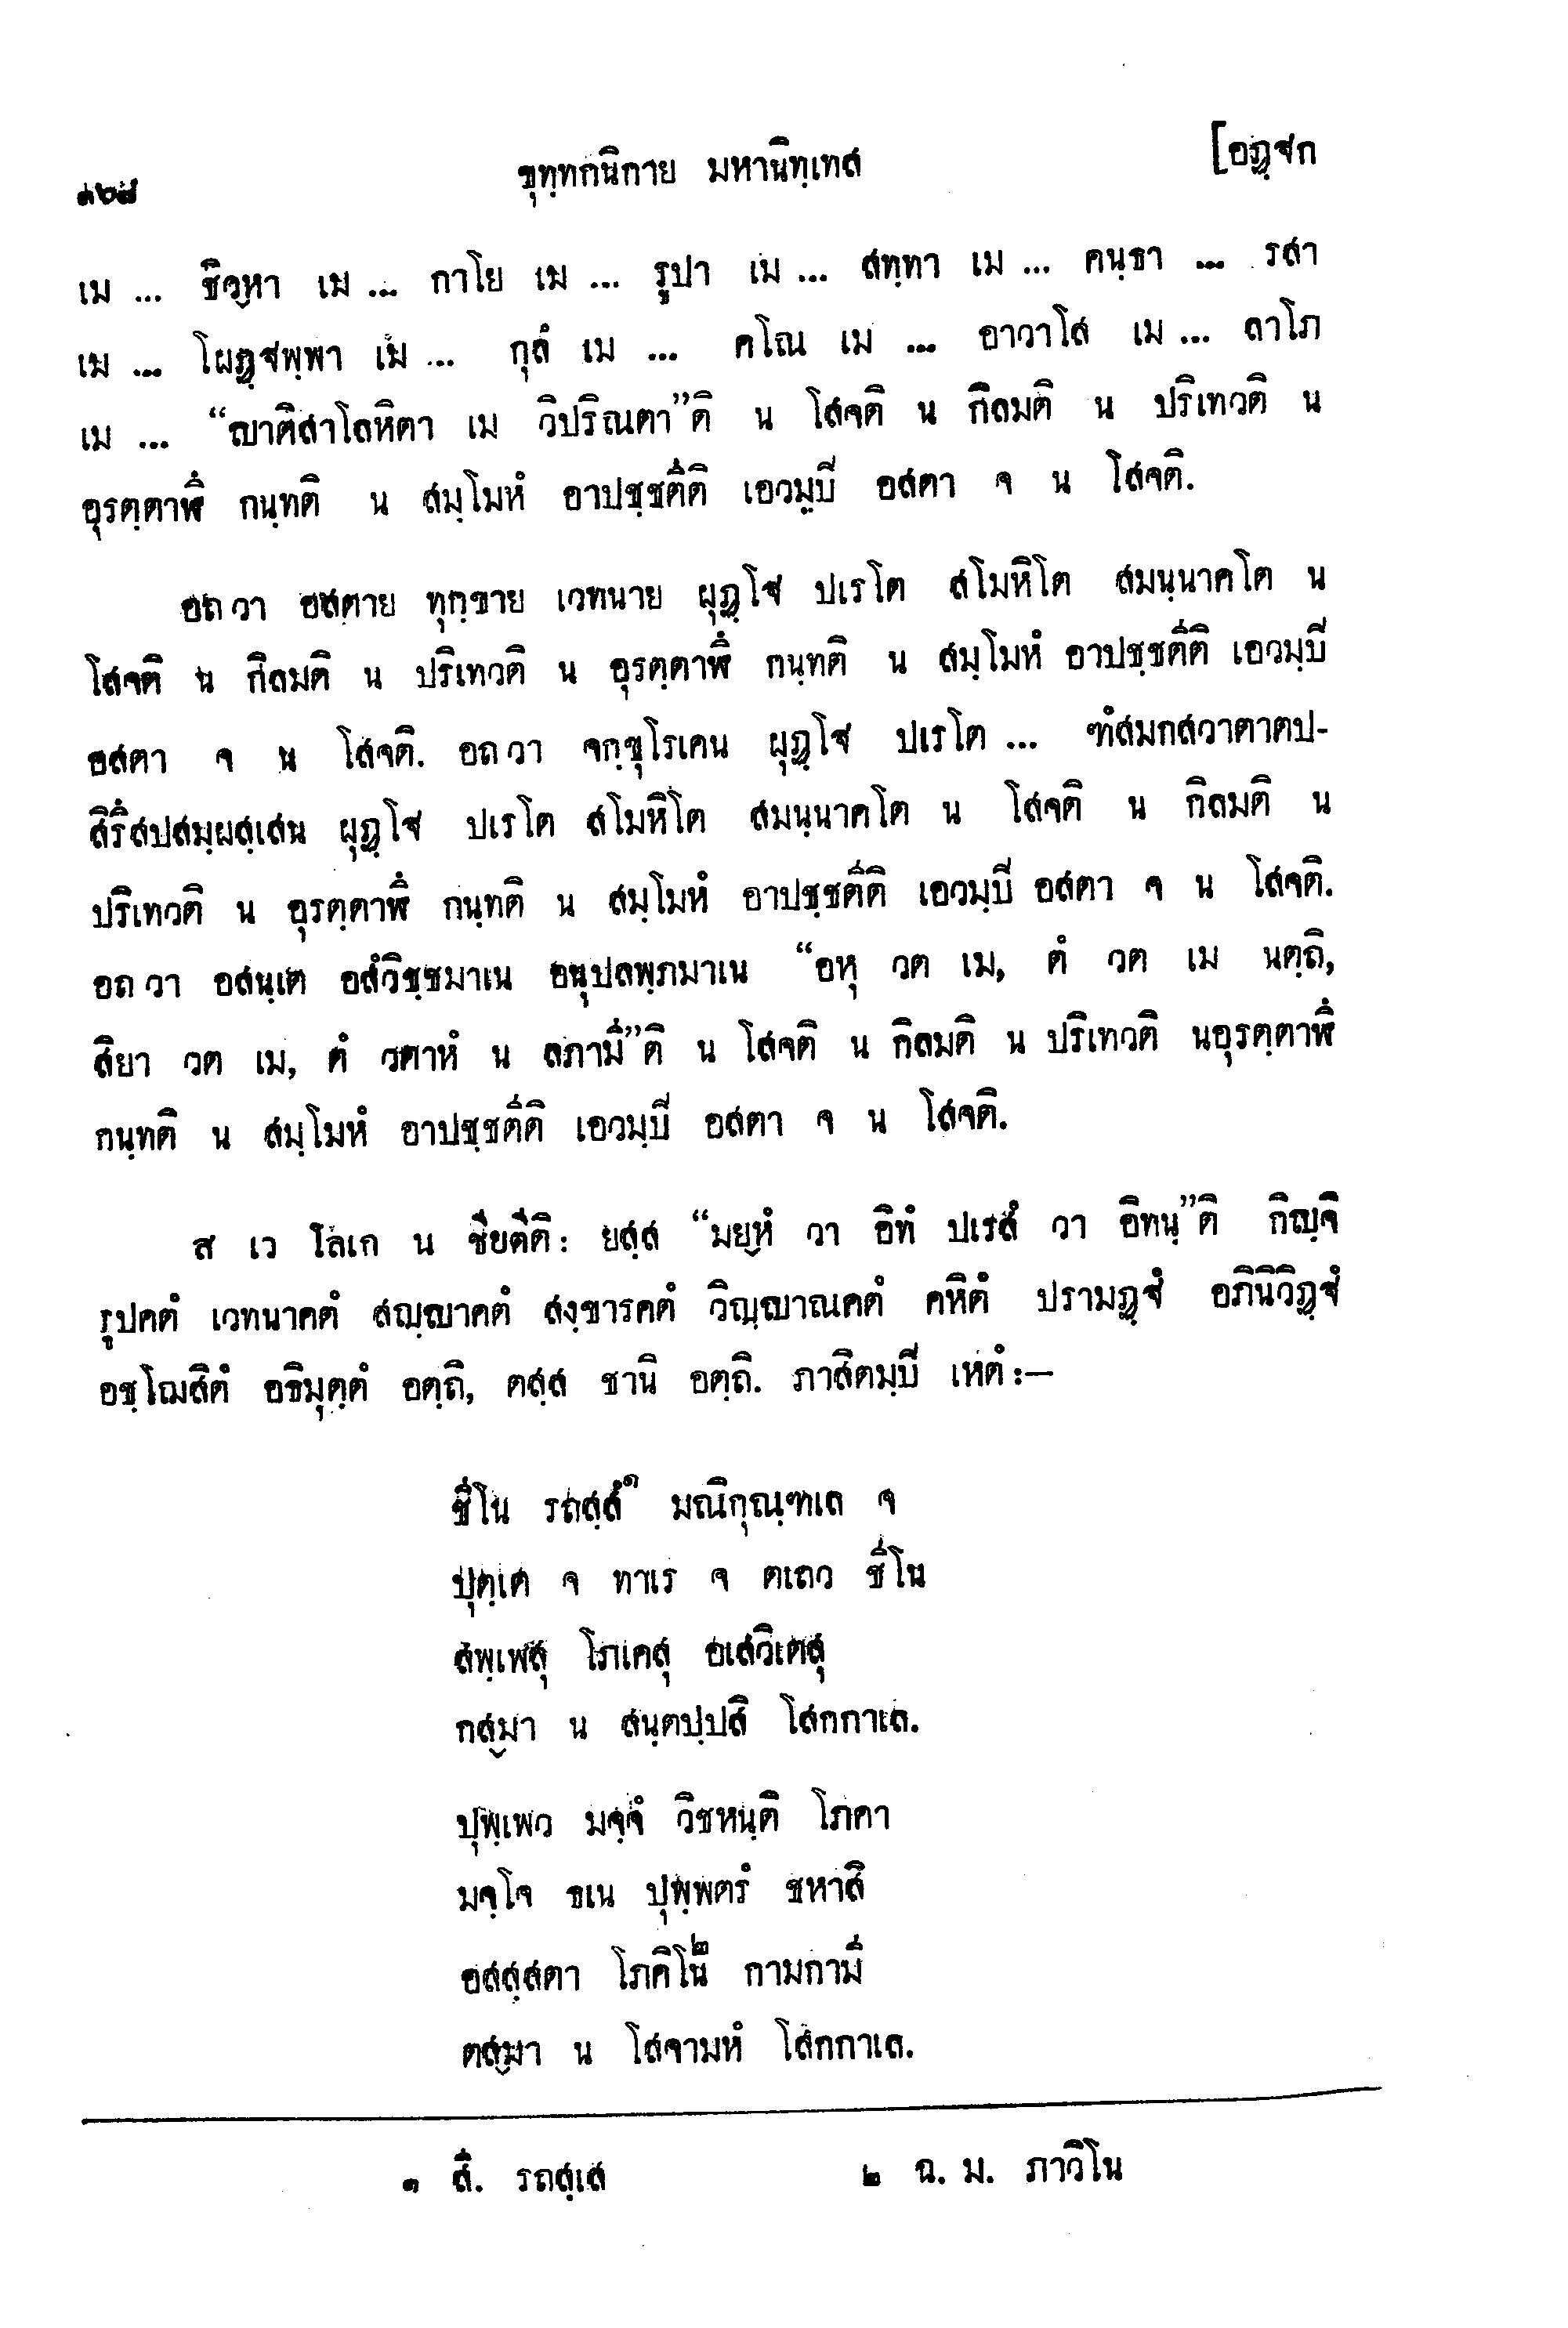 ๑๒๘ ขุทฺทกนิกาย มหานิทฺเทส [อฏฺฐก
เม ... ชิวฺหา เม ... กาโย เม ... รูปา เม ... สทฺทา เม ... คนฺธา ... รสา
เม ... โผฏฺฐพฺพา เม ... กุลํ เม ... คโณ เม ... อาวาโส เม ... ลาโภ
เม ... “ญาติสาโลหิตา เม วิปริณตา”ติ น โสจติ น กิลมติ น ปริเทวติ น
อุรตฺตาฬึ กนฺทติ น สมฺโมหํ อาปชฺชตีติ เอวมฺปิ อสตา จ น โสจติ.
อถ วา อสฺตาย ทุกฺขาย เวทนาย ผุฏฺโฐ ปเรโต สโมหิโต สมนฺนาคโต น
โสจติ น กิลมติ น ปริเทวติ น อุรตฺตาฬึ กนฺทติ น สมฺโมหํ อาปชฺชตีติ เอวมฺปิ
อสตา จ น โสจติ. อถ วา จกฺขุโรเคน ผุฏฺโฐ ปเรโต ... ฑํสมกสวาตาตป-
สิรึสปสมฺผสฺเสน ผุฏฺโฐ ปเรโต สโมหิโต สมนฺนาคโต น โสจติ น กิลมติ น
ปริเทวติ น อุรตฺตาฬึ กนฺทติ น สมฺโมหํ อาปชฺชตีติ เอวมฺปิ อสตา จ น โสจติ.
อถ วา อสนฺเต อสํวิชฺชมาเน อนุปลพฺภมาเน “อหุ วต เม, ตํ วต เม นตฺถิ,
สิยา วต เม, ตํ วตาหํ น ลภามี”ติ น โสจติ น กิลมติ น ปริเทวติ นอุรตฺตาฬึ
กนฺทติ น สมฺโมหํ อาปชฺชตีติ เอวมฺปิ อสตา จ น โสจติ.
ส เว โลเก น ชียตีติ: ยสฺส “มยฺหํ วา อิทํ ปเรสํ วา อิทนฺ”ติ กิญฺจิ
รูปคตํ เวทนาคตํ สญฺญาคตํ สงฺขารคตํ วิญฺญาณคตํ คหิตํ ปรามฏฺฐํ อภินิวิฏฺฐํ
อชฺโฌสิตํ อธิมุตฺตํ อตฺถิ, ตสฺส ชานิ อตฺถิ. ภาสิตมฺปิ เหตํ:—
ชีโน รถสฺสํ๑ มณิกุณฺฑเล จ
ปุตฺเต จ ทาเร จ ตเถว ชีโน
สพฺเพสุ โภเคสุ อเสวิเตสุ
กสฺมา น สนฺตปฺปสิ โสกกาเล.
ปุพฺเพว มจฺจํ วิชหนฺติ โภคา
มจฺโจ ธเน ปุพฺพตรํ ชหาสิ
อสสฺสตา โภคิโน๒ กามกามี
ตสฺมา น โสจามหํ โสกกาเล.
๑ สี. รถสฺเส ๒ ฉ. ม. ภาวิโน